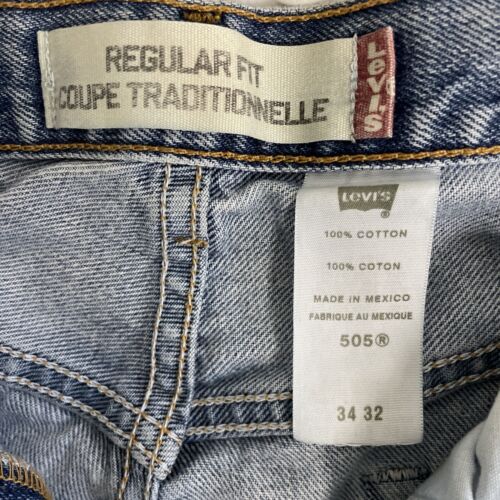 REGULAR FIT
COUPE TRADITIONNELLE
LEVI'S
Levi's
®
100% COTTON
100% COTON
MADE IN MEXICO
FABRIQUE AU MEXIQUE
505®
34 32